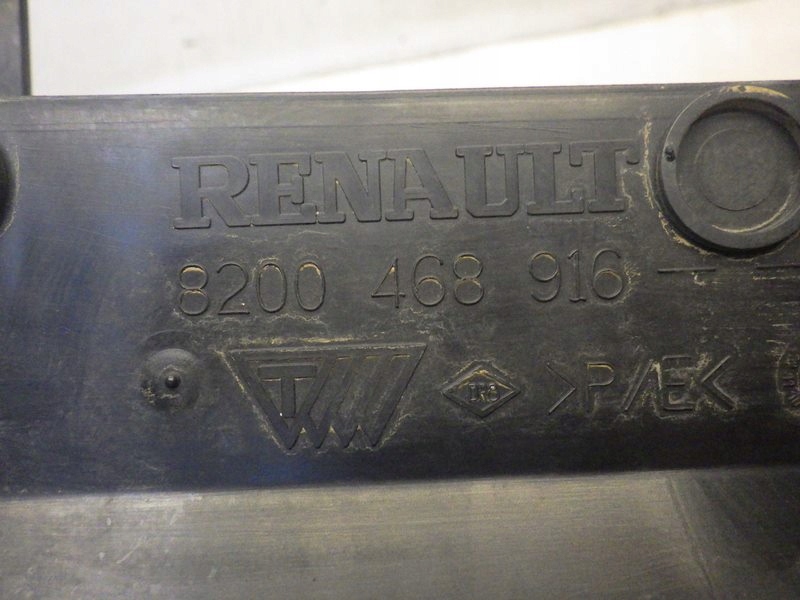 RENAULT
8200 468 916 — —
>P/E<